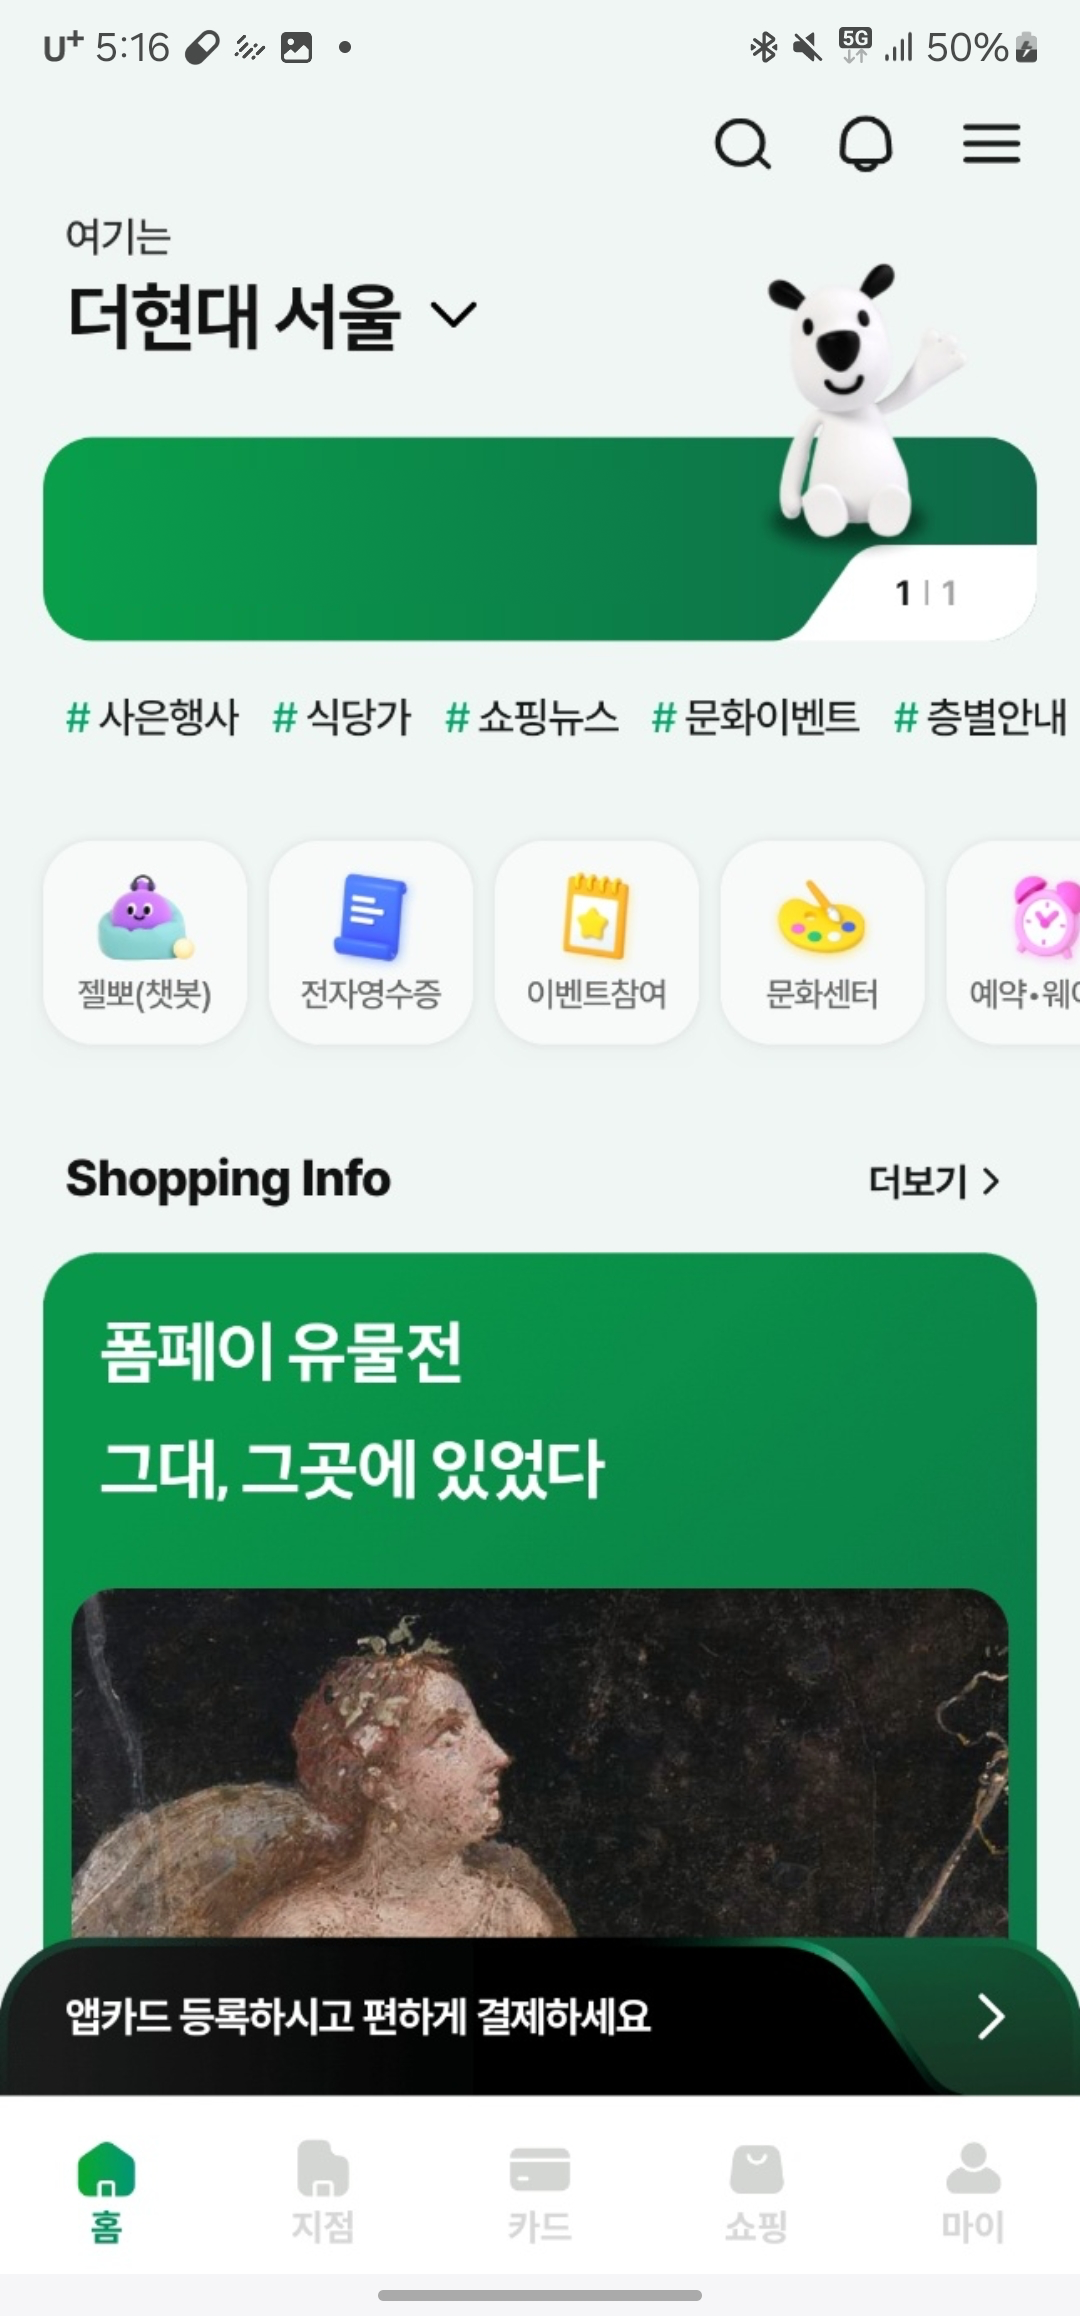 U+ 5:16 5G 50%
여기는
더현대 서울
1 | 1
# 사은행사 # 식당가 # 쇼핑뉴스 # 문화이벤트 # 층별안내
젤뽀(챗봇) 전자영수증 이벤트참여 문화센터 예약•웨이
Shopping Info 더보기
폼페이 유물전
그대, 그곳에 있었다
앱카드 등록하시고 편하게 결제하세요
홈 지점 카드 쇼핑 마이